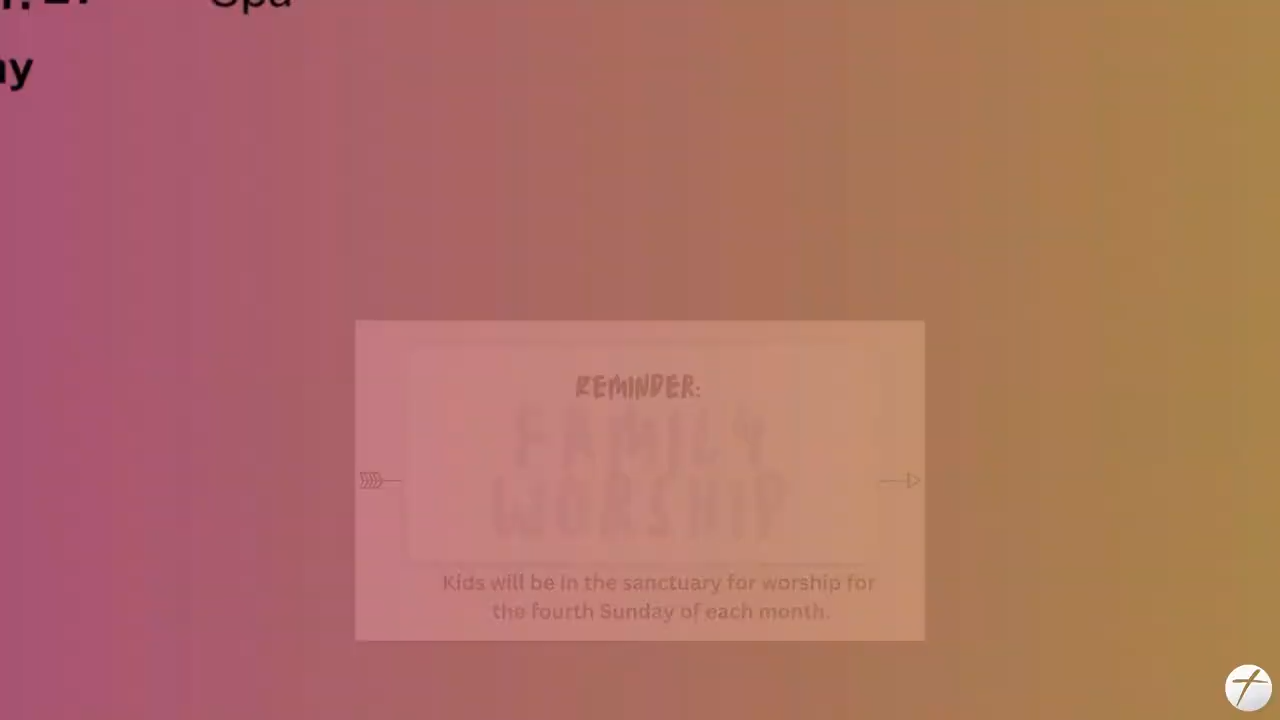 REMINDER:
FAMILY
WORSHIP
Kids will be in the sanctuary for worship for
the fourth Sunday of each month.